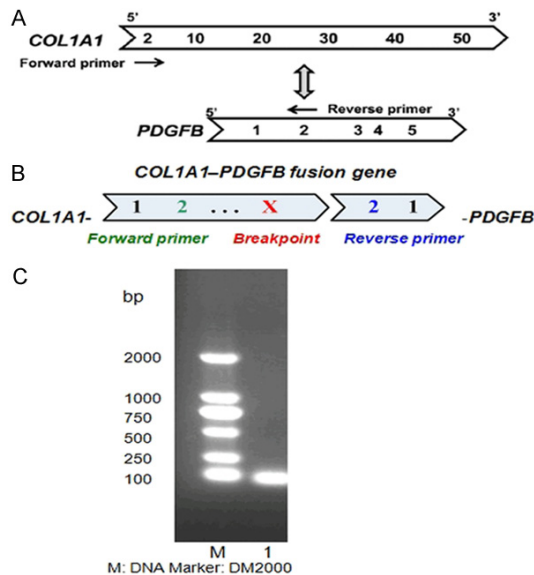 A
5' 3'
COL1A1 2 10 20 30 40 50
Forward primer
Reverse primer
5' 3'
PDGFB 1 2 3 4 5
B
COL1A1–PDGFB fusion gene
COL1A1- 1 2 ... X 2 1 -PDGFB
Forward primer Breakpoint Reverse primer
C
bp
2000
1000
750
500
250
100
M 1
M: DNA Marker: DM2000